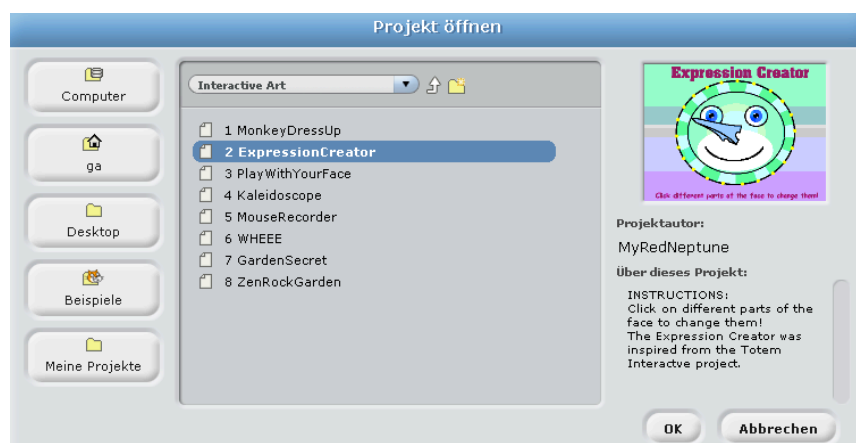 Projekt öffnen
Computer
ga
Desktop
Beispiele
Meine Projekte
Interactive Art
1 MonkeyDressUp
2 ExpressionCreator
3 PlayWithYourFace
4 Kaleidoscope
5 MouseRecorder
6 WHEEE
7 GardenSecret
8 ZenRockGarden
Expression Creator
Click different parts of the face to change them!
Projektautor:
MyRedNeptune
Über dieses Projekt:
INSTRUCTIONS:
Click on different parts of the
face to change them!
The Expression Creator was
inspired from the Totem
Interactve project.
OK
Abbrechen